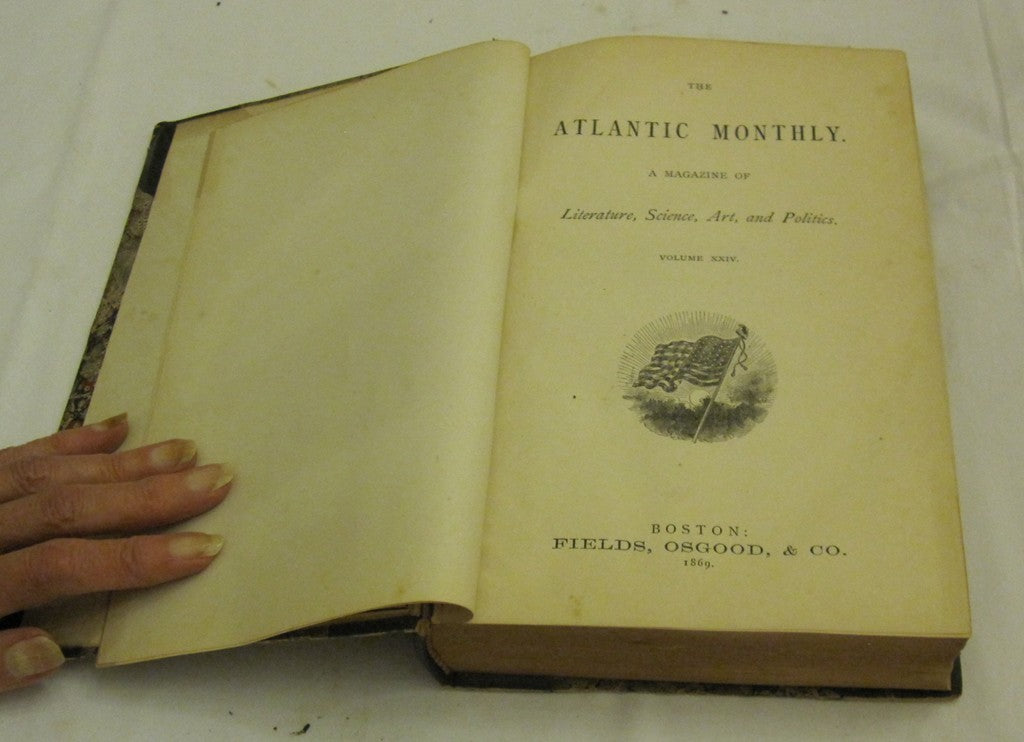 THE
ATLANTIC MONTHLY.
A MAGAZINE OF
Literature, Science, Art, and Politics.
VOLUME XXIV.
BOSTON:
FIELDS, OSGOOD, & CO.
1869.